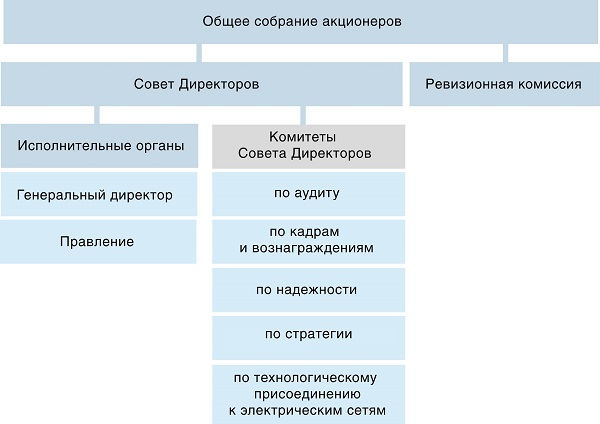 Общее собрание акционеров
Совет Директоров
Ревизионная комиссия
Исполнительные органы
Генеральный директор
Правление
Комитеты
Совета Директоров
по аудиту
по кадрам
и вознаграждениям
по надежности
по стратегии
по технологическому
присоединению
к электрическим сетям